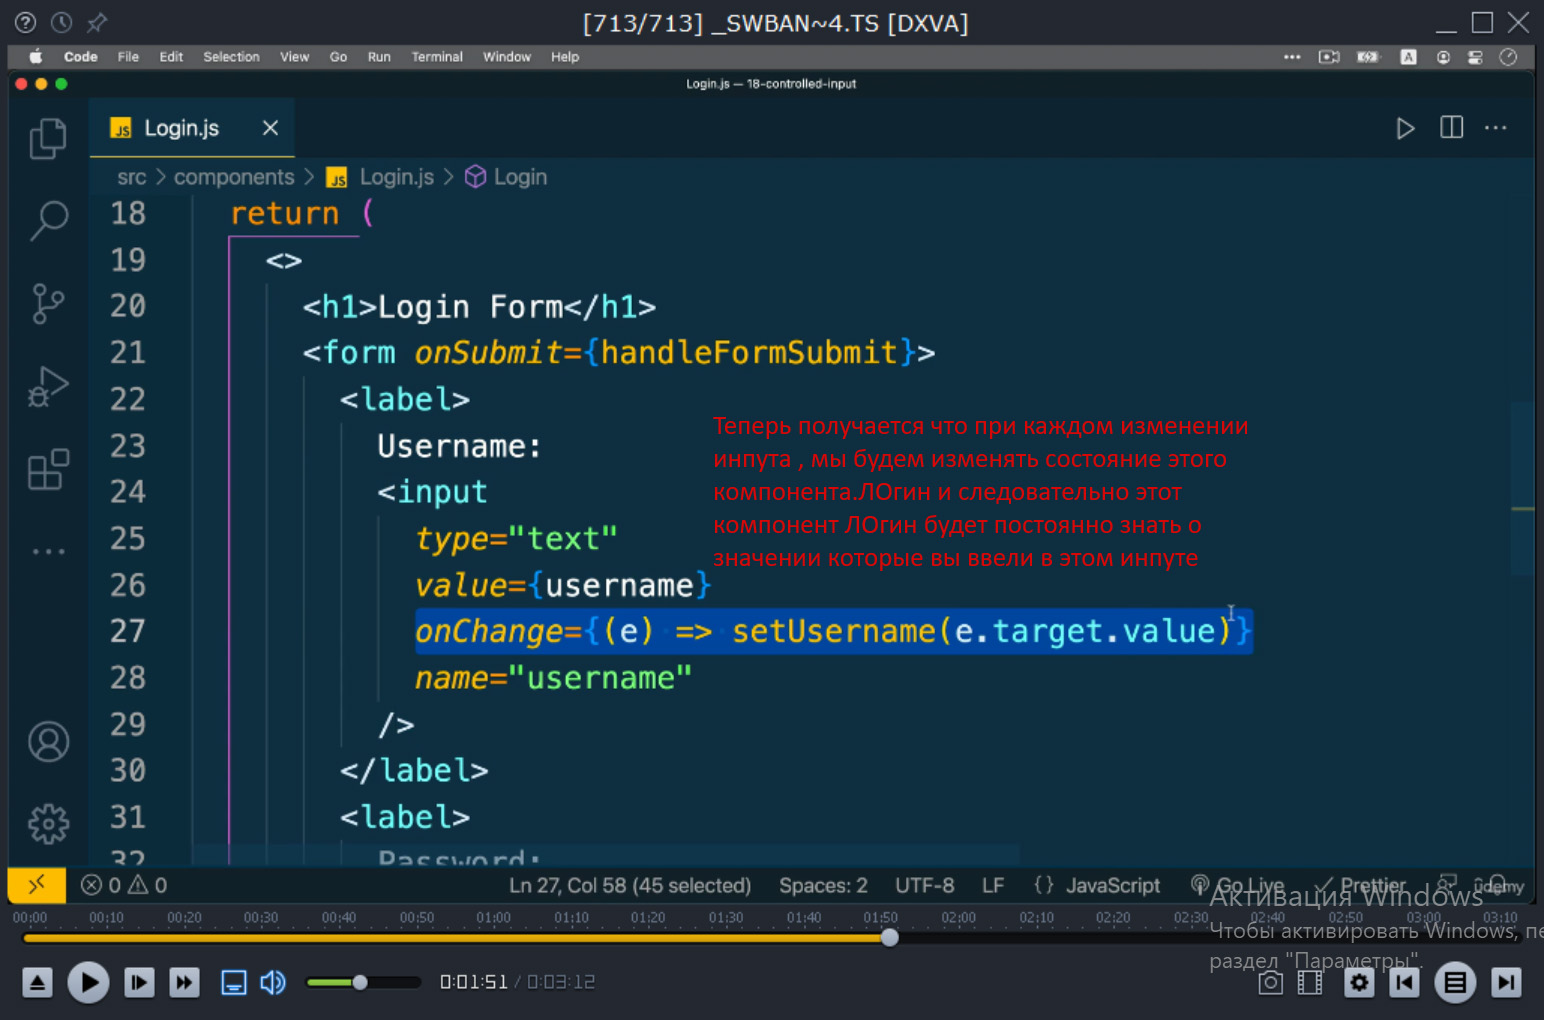 [713/713] _SWBAN~4.TS [DXVA]
Code File Edit Selection View Go Run Terminal Window Help
A
Login.js — 18-controlled-input
JS Login.js
src > components > JS Login.js > Login
18 return (
19 <>
20 <h1>Login Form</h1>
21 <form onSubmit={handleFormSubmit}>
22 <label>
23 Username:
24 <input
25 type="text"
26 value={username}
27 onChange={(e) => setUsername(e.target.value)}
28 name="username"
29 />
30 </label>
31 <label>
32 Password:
Теперь получается что при каждом изменении
инпута , мы будем изменять состояние этого
компонента.ЛОгин и следовательно этот
компонент ЛОгин будет постоянно знать о
значении которые вы ввели в этом инпуте
0 0 Ln 27, Col 58 (45 selected) Spaces: 2 UTF-8 LF {} JavaScript Go Live Prettier
ûdemy
Активация Windows
Чтобы активировать Windows,
раздел "Параметры".
00:00 00:10 00:20 00:30 00:40 00:50 01:00 01:10 01:20 01:30 01:40 01:50 02:00 02:10 02:20 02:30 02:40 02:50 03:00 03:10
0:01:51 / 0:03:12